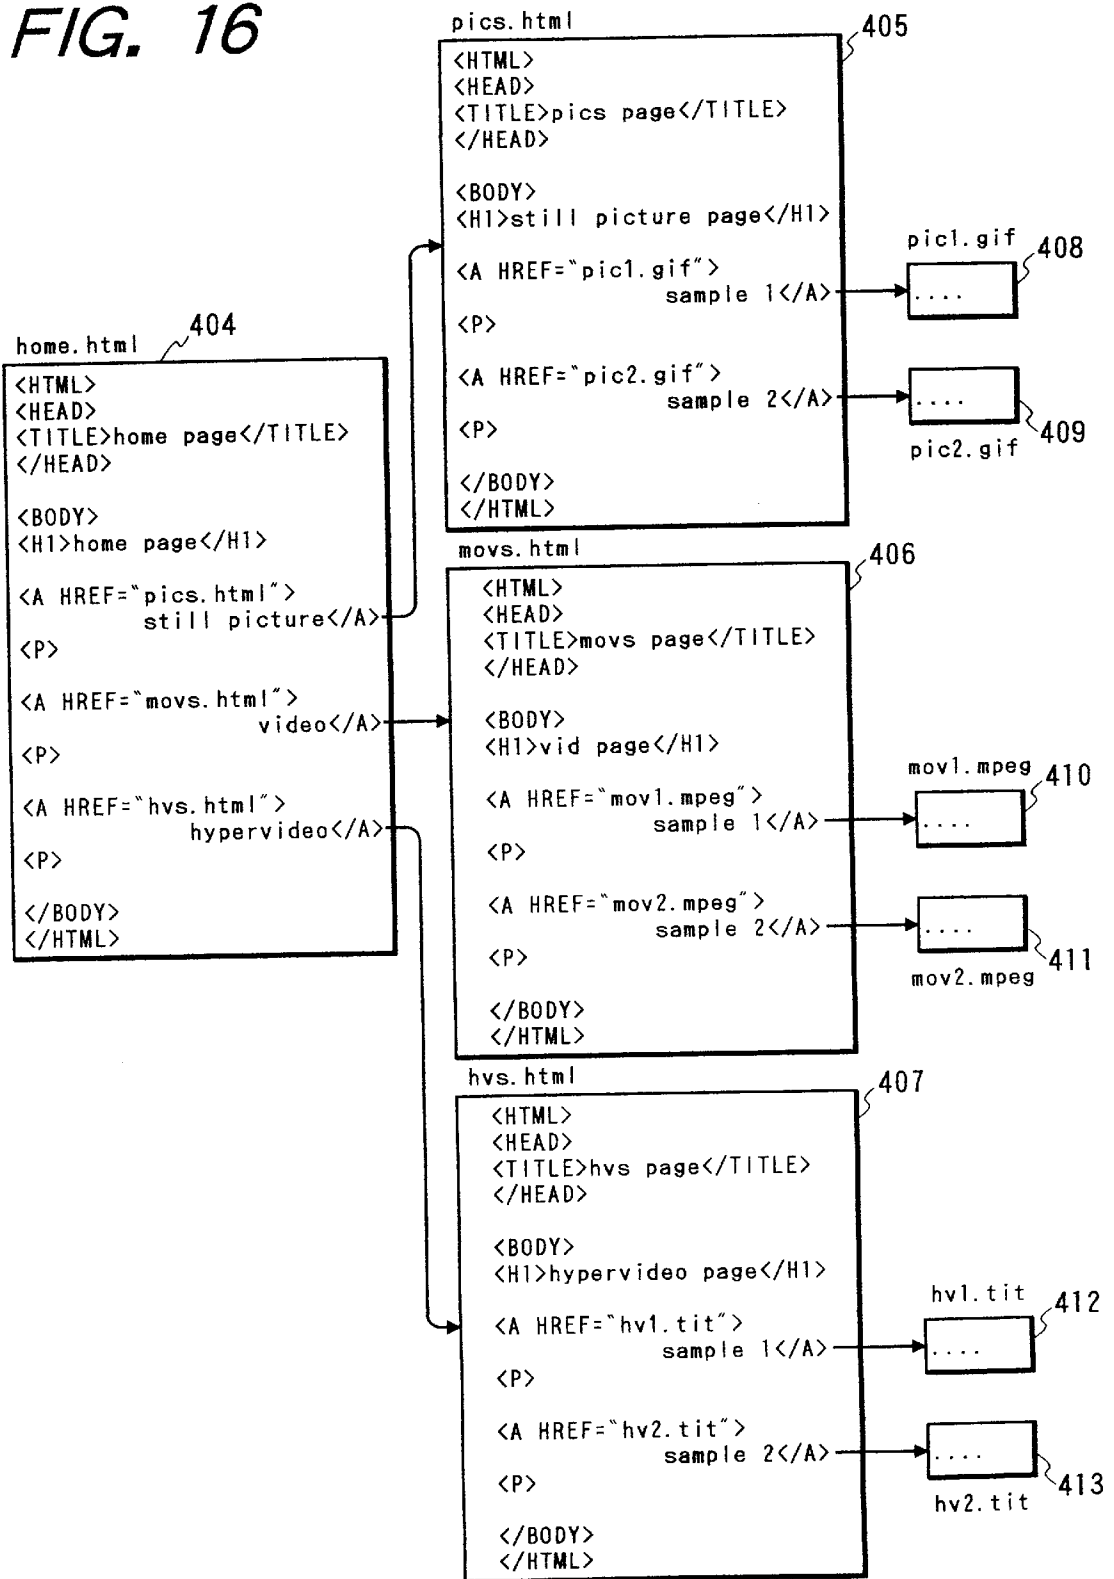 FIG. 16
home.html
404
<HTML>
<HEAD>
<TITLE>home page</TITLE>
</HEAD>
<BODY>
<H1>home page</H1>
<A HREF="pics.html">
still picture</A>
<P>
<A HREF="movs.html">
video</A>
<P>
<A HREF="hvs.html">
hypervideo</A>
<P>
</BODY>
</HTML>
pics.html
405
<HTML>
<HEAD>
<TITLE>pics page</TITLE>
</HEAD>
<BODY>
<H1>still picture page</H1>
<A HREF="pic1.gif">
sample 1</A>
<P>
<A HREF="pic2.gif">
sample 2</A>
<P>
</BODY>
</HTML>
pic1.gif
408
....
....
409
pic2.gif
movs.html
406
<HTML>
<HEAD>
<TITLE>movs page</TITLE>
</HEAD>
<BODY>
<H1>vid page</H1>
<A HREF="mov1.mpeg">
sample 1</A>
<P>
<A HREF="mov2.mpeg">
sample 2</A>
<P>
</BODY>
</HTML>
mov1.mpeg
410
....
....
411
mov2.mpeg
hvs.html
407
<HTML>
<HEAD>
<TITLE>hvs page</TITLE>
</HEAD>
<BODY>
<H1>hypervideo page</H1>
<A HREF="hv1.tit">
sample 1</A>
<P>
<A HREF="hv2.tit">
sample 2</A>
<P>
</BODY>
</HTML>
hv1.tit
412
....
....
413
hv2.tit